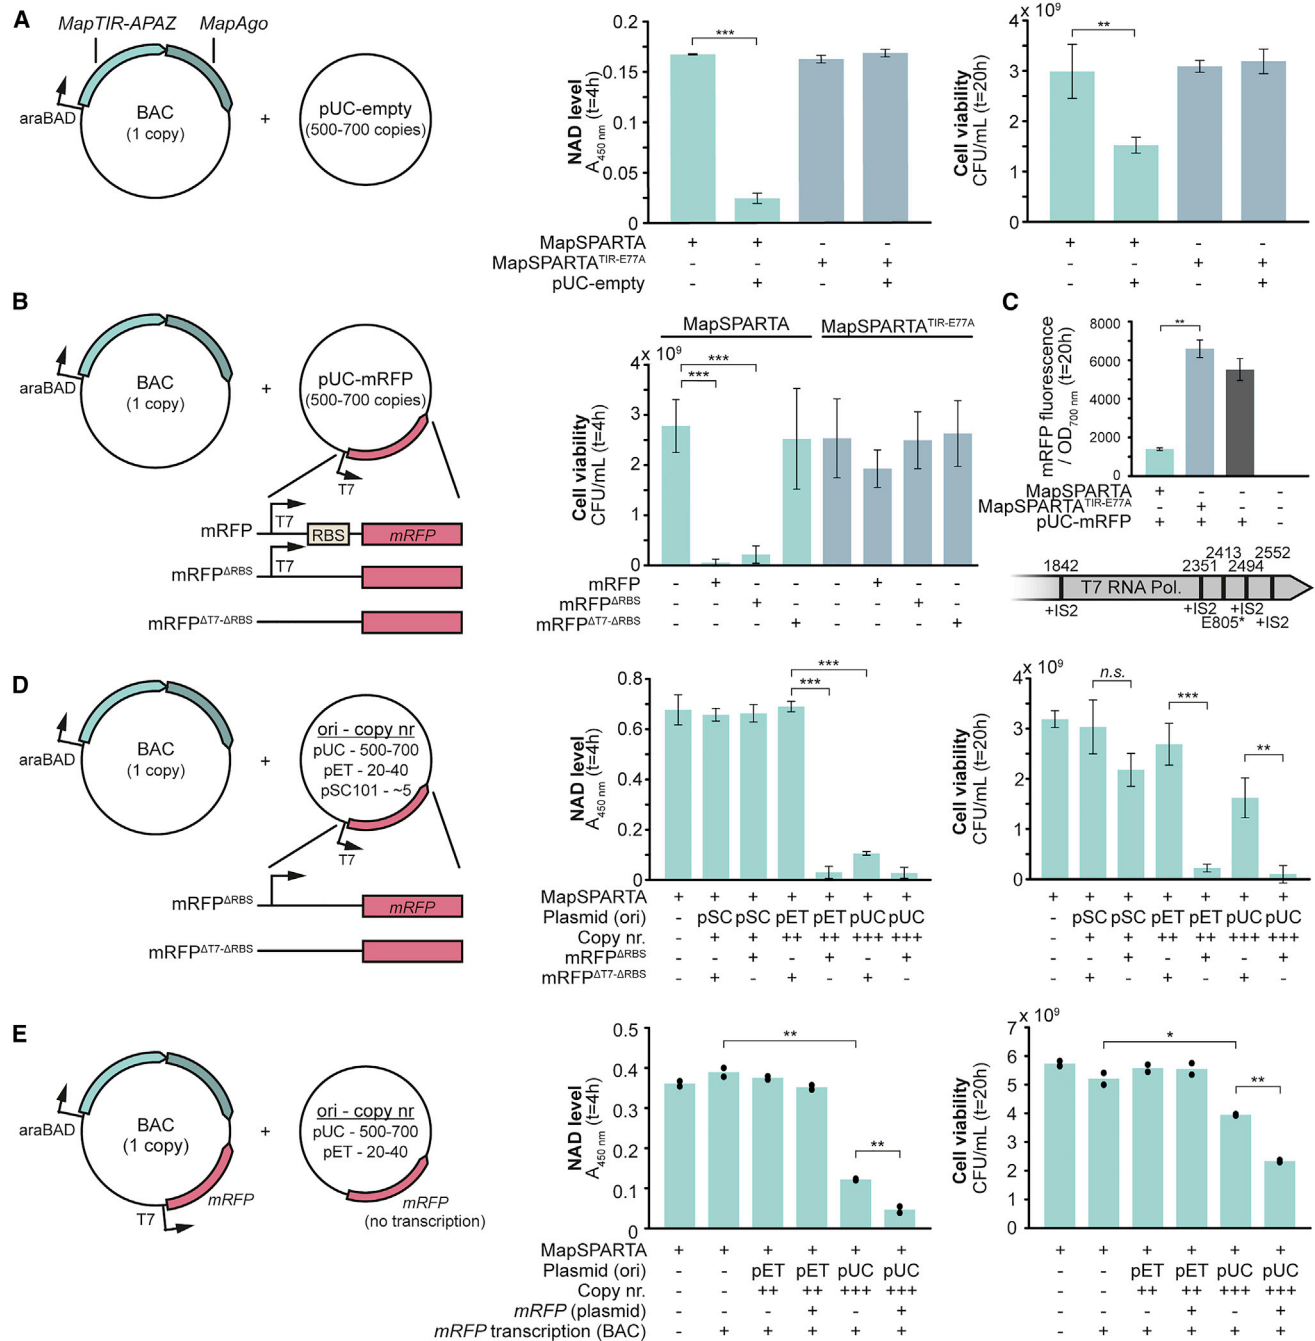 A
MapTIR-APAZ MapAgo
araBAD
BAC
(1 copy)
+
pUC-empty
(500-700 copies)
NAD level
A450 nm (t=4h)
0.2
0.15
0.1
0.05
0
***
Cell viability
CFU/mL (t=20h)
4 x 10⁹
3
2
1
0
**
MapSPARTA + + - - + + - -
MapSPARTATIR-E77A - - + + - - + +
pUC-empty - + - + - + - +
B
araBAD
BAC
(1 copy)
+
pUC-mRFP
(500-700 copies)
T7
mRFP T7 RBS mRFP
mRFPΔRBS T7
mRFPΔT7-ΔRBS
MapSPARTA MapSPARTATIR-E77A
Cell viability
CFU/mL (t=4h)
4 x 10⁹
3
2
1
0
***
***
mRFP - + - - - + - -
mRFPΔRBS - - + - - - + -
mRFPΔT7-ΔRBS - - - + - - - +
C
mRFP fluorescence
/ OD700 nm (t=20h)
8000
6000
4000
2000
0
**
MapSPARTA + - - -
MapSPARTATIR-E77A - + - -
pUC-mRFP + + + -
2413 2552
1842 2351 2494
T7 RNA Pol.
+IS2 +IS2 +IS2
E805* +IS2
D
araBAD
BAC
(1 copy)
+
ori - copy nr
pUC - 500-700
pET - 20-40
pSC101 - ~5
T7
mRFPΔRBS mRFP
mRFPΔT7-ΔRBS
NAD level
A450 nm (t=4h)
0.8
0.6
0.4
0.2
0
***
***
Cell viability
CFU/mL (t=20h)
4 x 10⁹
3
2
1
0
n.s.
***
**
MapSPARTA + + + + + + + + + + + + + +
Plasmid (ori) - pSC pSC pET pET pUC pUC - pSC pSC pET pET pUC pUC
Copy nr. - + + ++ ++ +++ +++ - + + ++ ++ +++ +++
mRFPΔRBS - - + - + - + - - + - + - +
mRFPΔT7-ΔRBS - + - + - + - - + - + - + -
E
araBAD
BAC
(1 copy)
T7
mRFP
+
ori - copy nr
pUC - 500-700
pET - 20-40
mRFP
(no transcription)
NAD level
A450 nm (t=4h)
0.5
0.4
0.3
0.2
0.1
0
**
**
Cell viability
CFU/mL (t=20h)
7 x 10⁹
6
5
4
3
2
1
0
*
**
MapSPARTA + + + + + + + + + + + +
Plasmid (ori) - - pET pET pUC pUC - - pET pET pUC pUC
Copy nr. - - ++ ++ +++ +++ - - ++ ++ +++ +++
mRFP (plasmid) - - - + - + - - - + - +
mRFP transcription (BAC) - + + + + + - + + + + +